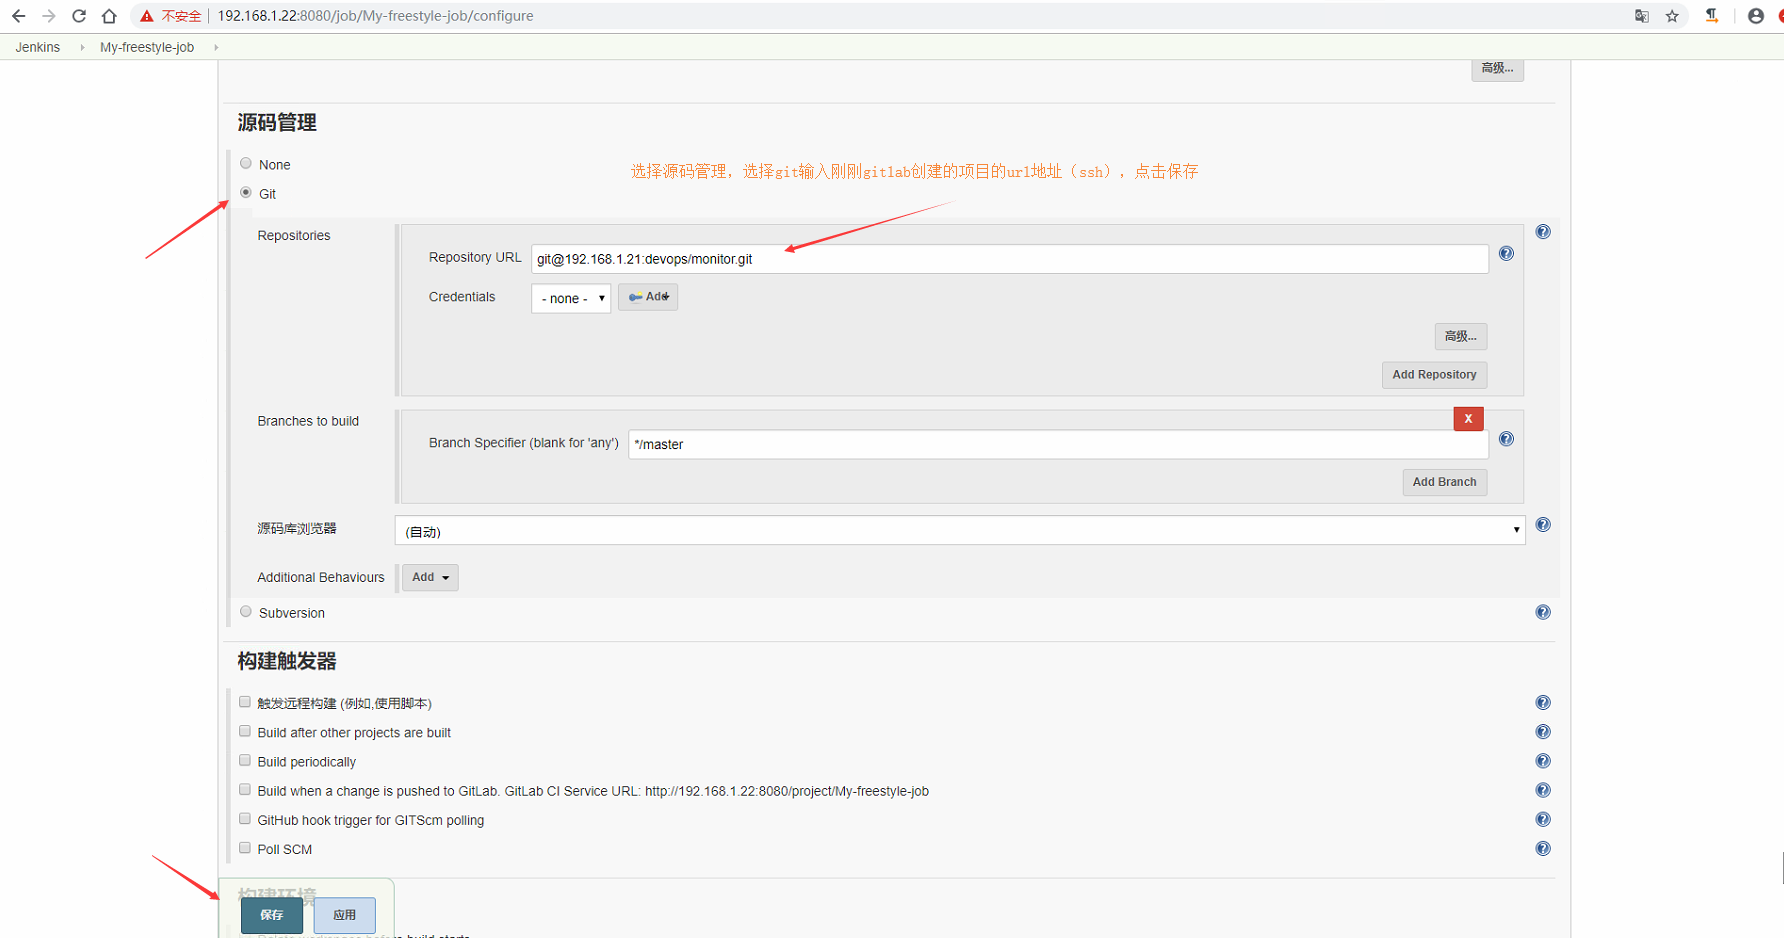 不安全 192.168.1.22:8080/job/My-freestyle-job/configure
Jenkins My-freestyle-job
高级...
源码管理
None
选择源码管理，选择git输入刚刚gitlab创建的项目的url地址（ssh），点击保存
Git
Repositories
Repository URL git@192.168.1.21:devops/monitor.git
Credentials - none - Add
高级...
Add Repository
Branches to build
X
Branch Specifier (blank for 'any') */master
Add Branch
源码库浏览器 (自动)
Additional Behaviours Add
Subversion
构建触发器
触发远程构建 (例如,使用脚本)
Build after other projects are built
Build periodically
Build when a change is pushed to GitLab. GitLab CI Service URL: http://192.168.1.22:8080/project/My-freestyle-job
GitHub hook trigger for GITScm polling
Poll SCM
构建环境
保存 应用